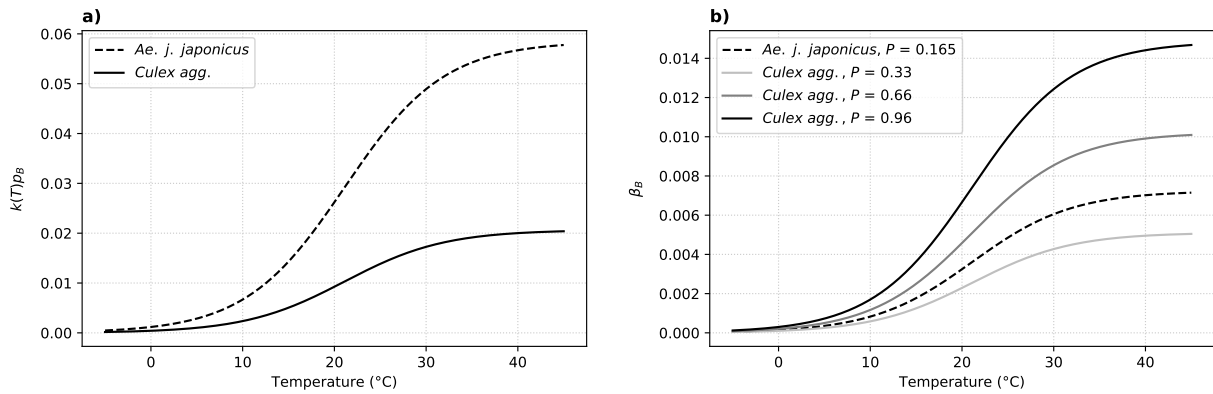 a)
0.06
0.05
0.04
0.03
0.02
0.01
0.00
k(T)p_B
Ae. j. japonicus
Culex agg.
0 10 20 30 40
Temperature (°C)
b)
0.014
0.012
0.010
0.008
0.006
0.004
0.002
0.000
β_B
Ae. j. japonicus, P = 0.165
Culex agg., P = 0.33
Culex agg., P = 0.66
Culex agg., P = 0.96
0 10 20 30 40
Temperature (°C)